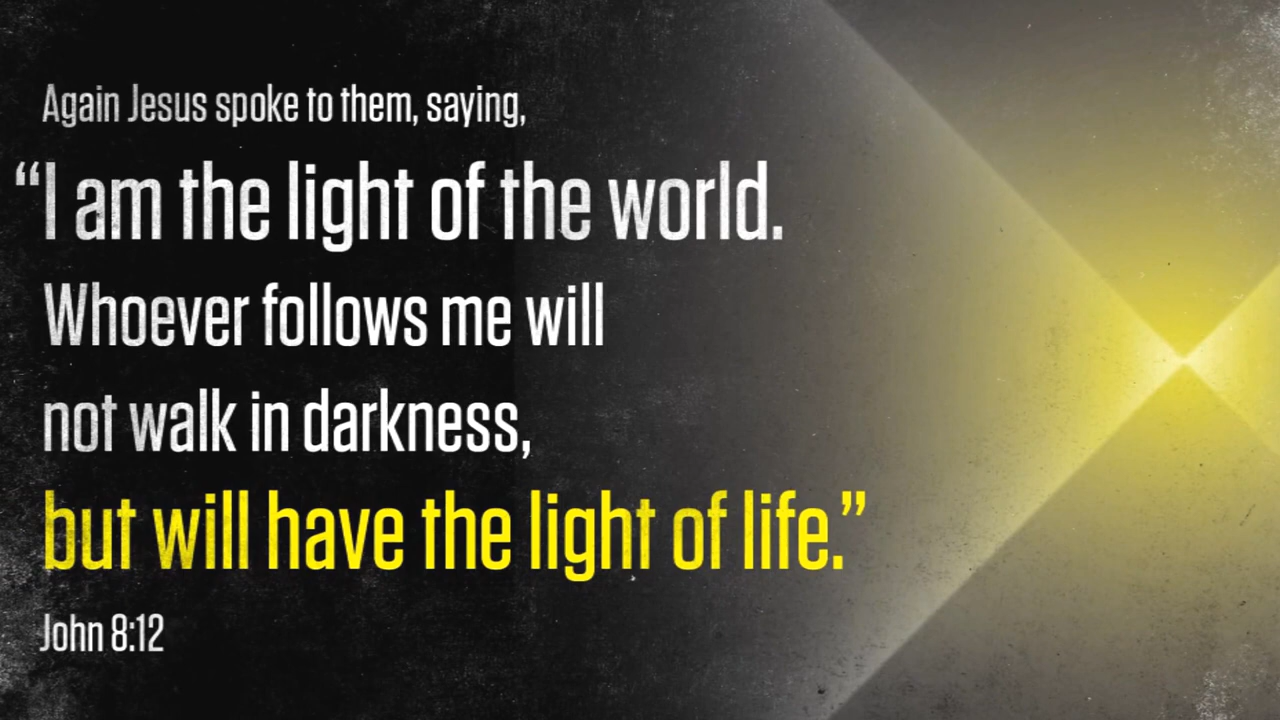 Again Jesus spoke to them, saying,
“I am the light of the world.
Whoever follows me will
not walk in darkness,
but will have the light of life.”
John 8:12